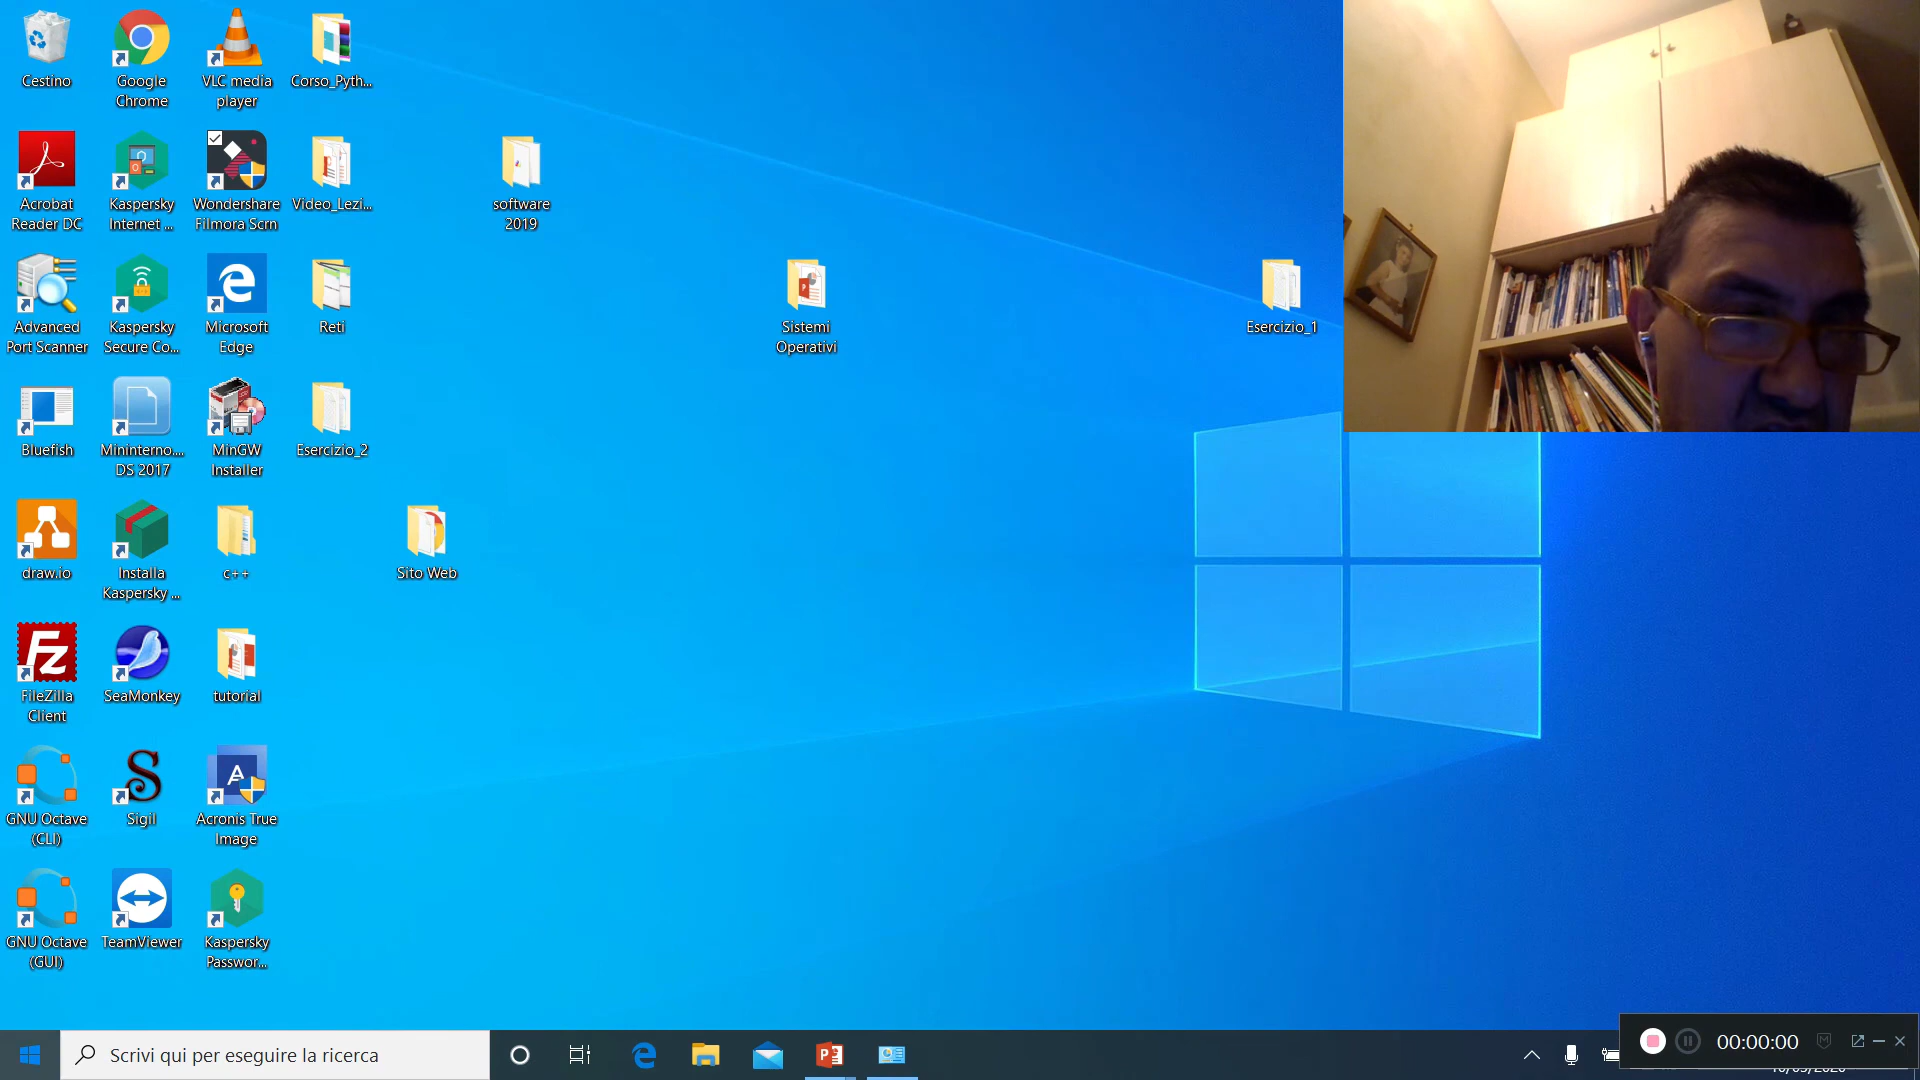 Cestino
Google
Chrome
VLC media
player
Corso_Pyth...
Acrobat
Reader DC
Kaspersky
Internet ...
Wondershare
Filmora Scrn
Video_Lezi...
software
2019
Advanced
Port Scanner
Kaspersky
Secure Co...
Microsoft
Edge
Reti
Sistemi
Operativi
Esercizio_1
Bluefish
Mininterno....
DS 2017
MinGW
Installer
Esercizio_2
draw.io
Installa
Kaspersky ...
c++
Sito Web
FileZilla
Client
SeaMonkey
tutorial
GNU Octave
(CLI)
Sigil
Acronis True
Image
GNU Octave
(GUI)
TeamViewer
Kaspersky
Passwor...
Scrivi qui per eseguire la ricerca
00:00:00